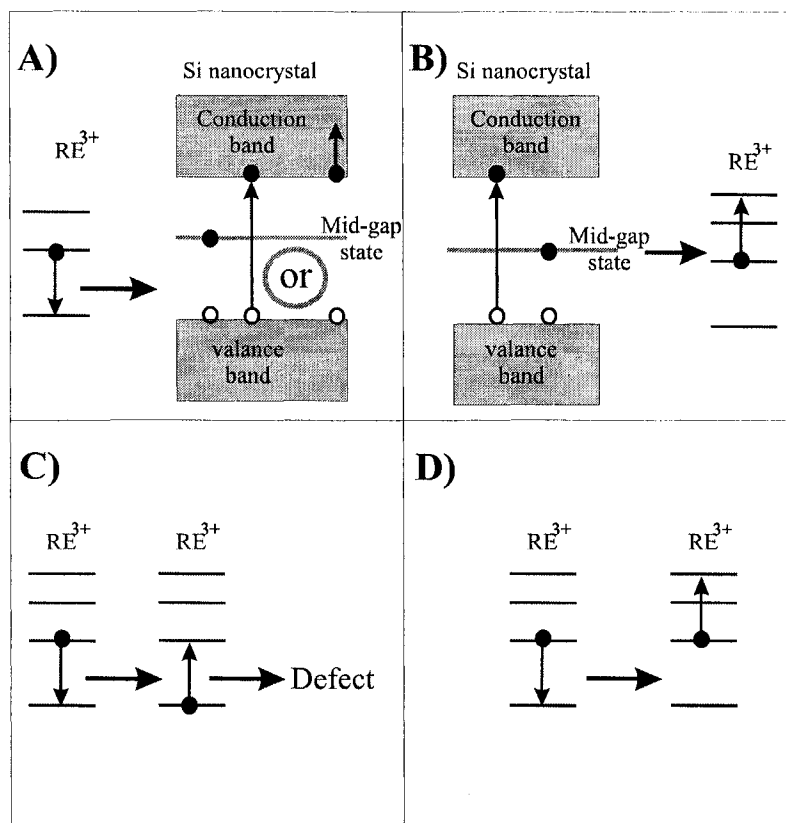 A)
Si nanocrystal
Conduction
band
RE3+
Mid-gap
state
or
valance
band
B)
Si nanocrystal
Conduction
band
RE3+
Mid-gap
state
valance
band
C)
RE3+
RE3+
Defect
D)
RE3+
RE3+